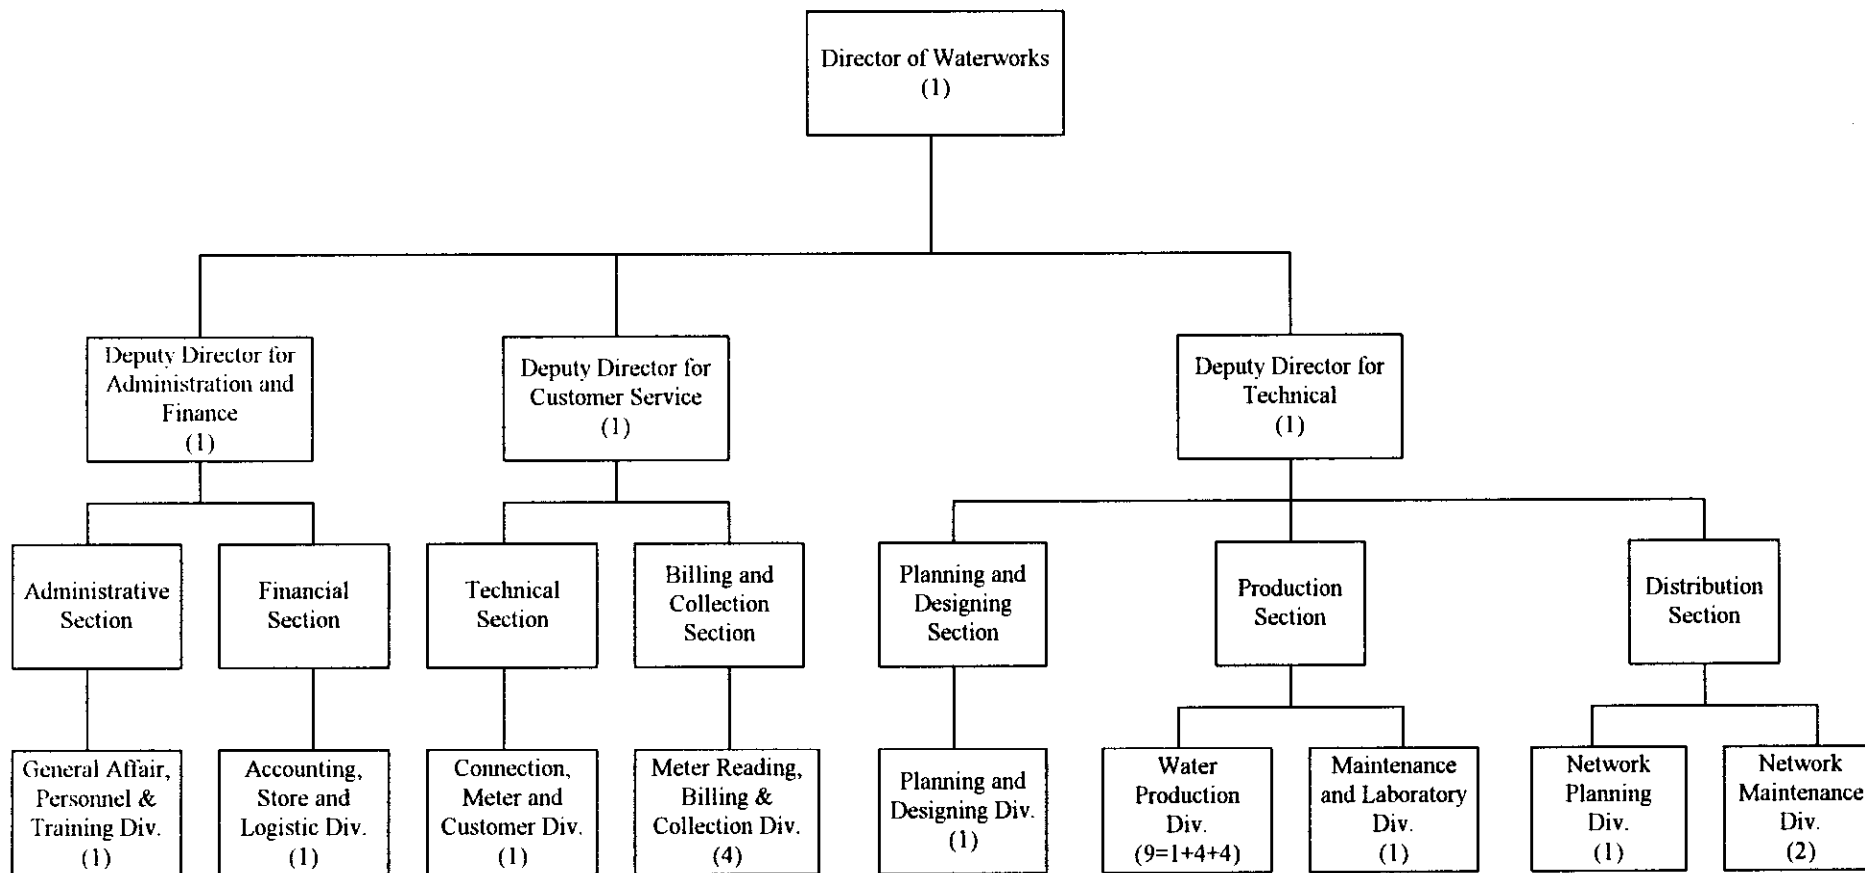 Director of Waterworks
(1)
Deputy Director for
Administration and
Finance
(1)
Deputy Director for
Customer Service
(1)
Deputy Director for
Technical
(1)
Administrative
Section
Financial
Section
Technical
Section
Billing and
Collection
Section
Planning and
Designing
Section
Production
Section
Distribution
Section
General Affair,
Personnel &
Training Div.
(1)
Accounting,
Store and
Logistic Div.
(1)
Connection,
Meter and
Customer Div.
(1)
Meter Reading,
Billing &
Collection Div.
(4)
Planning and
Designing Div.
(1)
Water
Production
Div.
(9=1+4+4)
Maintenance
and Laboratory
Div.
(1)
Network
Planning
Div.
(1)
Network
Maintenance
Div.
(2)